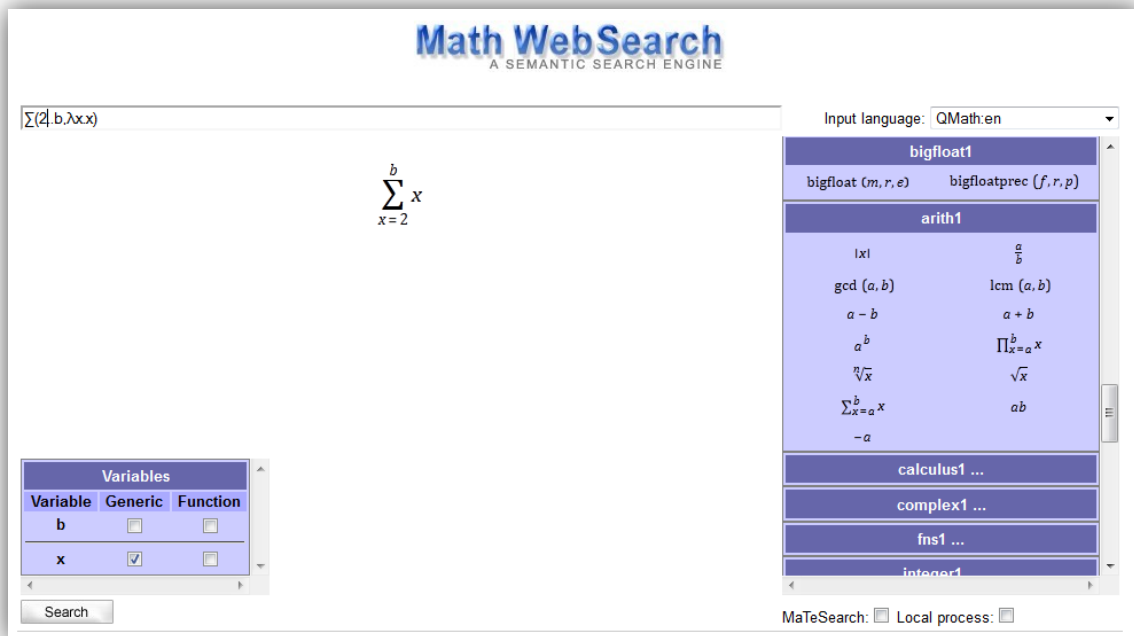 Math WebSearch
A SEMANTIC SEARCH ENGINE
∑(2..b,λx.x)
Input language: QMath:en
b
∑ x
x = 2
bigfloat1
bigfloat (m, r, e) bigfloatprec (f, r, p)
arith1
|x| a/b
gcd (a, b) lcm (a, b)
a − b a + b
a^b ∏_{x=a}^b x
ⁿ√x √x
∑_{x=a}^b x ab
−a
calculus1 ...
complex1 ...
fns1 ...
integer1
Variables
Variable Generic Function
b
x
Search
MaTeSearch: Local process: